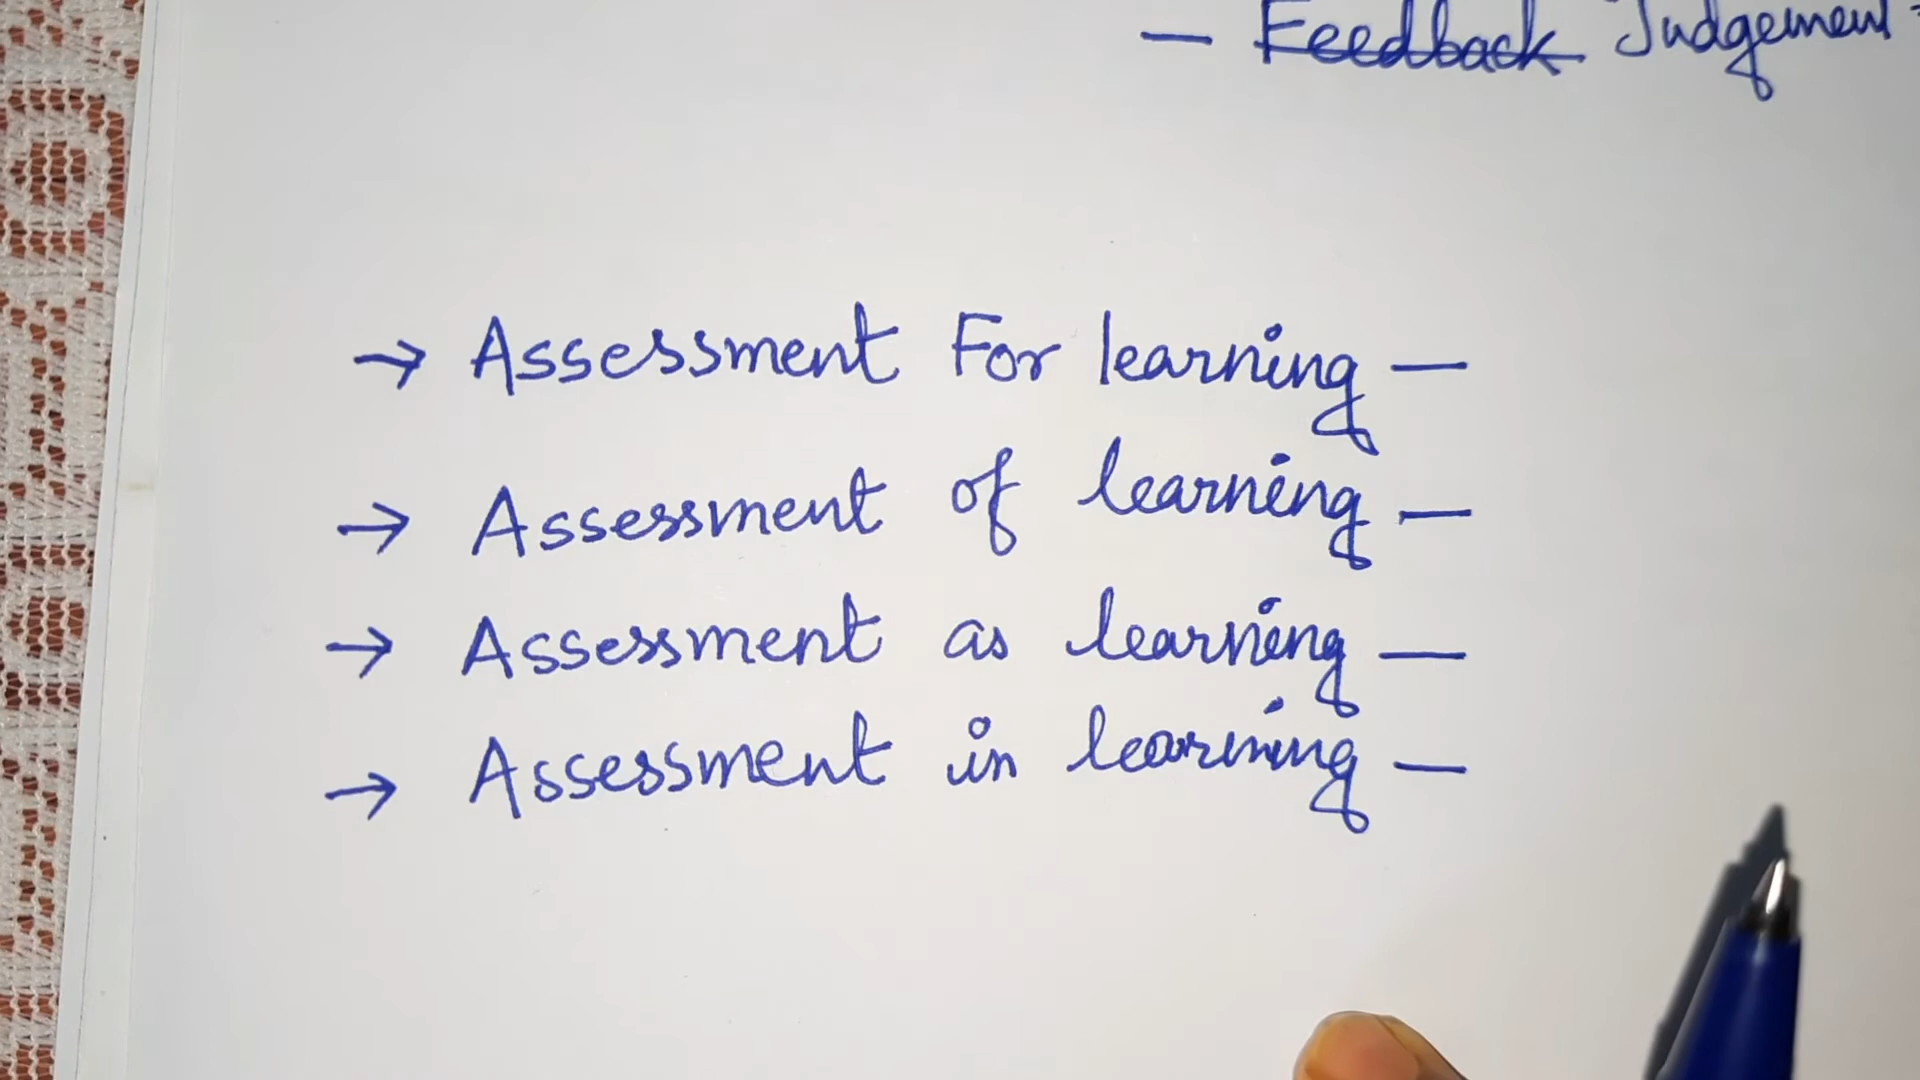 — Feedback Judgement
→ Assessment For learning —
→ Assessment of learning —
→ Assessment as learning —
→ Assessment in learning —